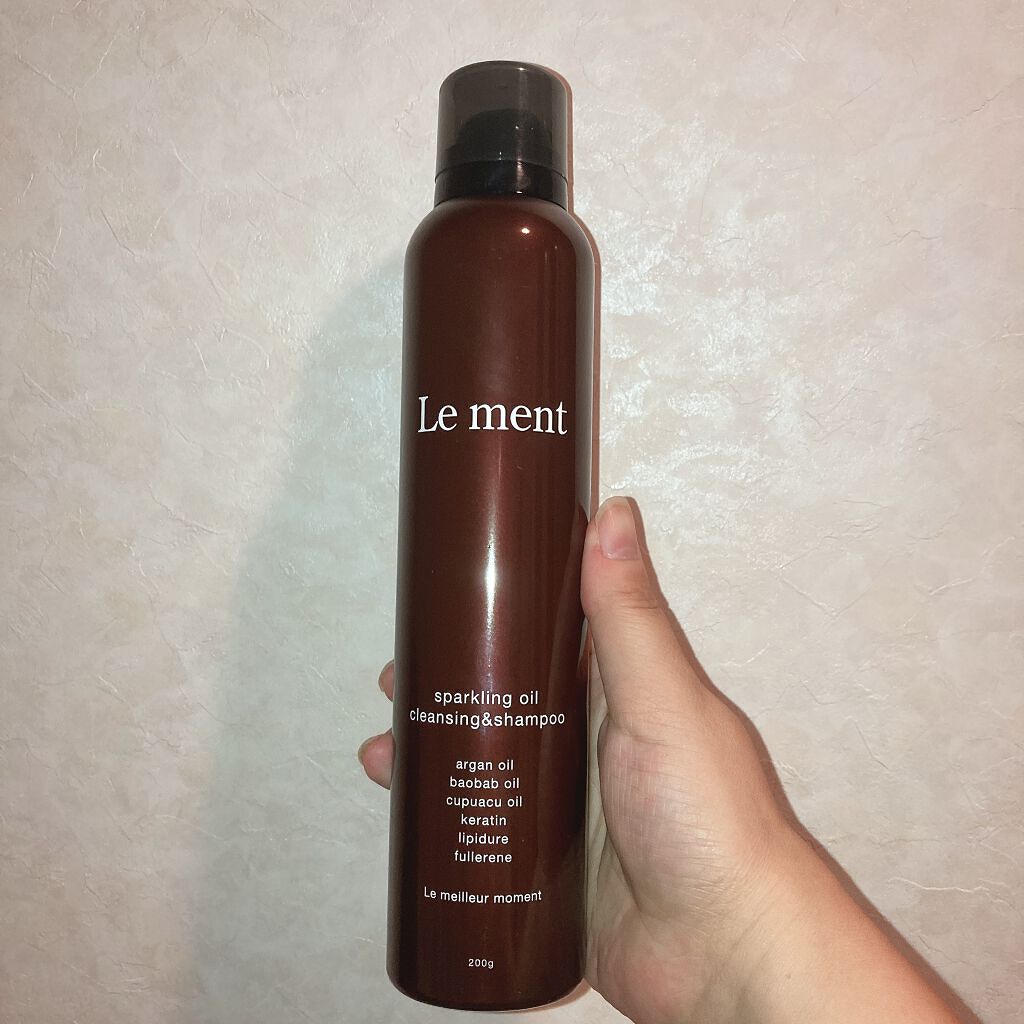 Le ment
sparkling oil
cleansing&shampoo
argan oil
baobab oil
cupuacu oil
keratin
lipidure
fullerene
Le meilleur moment
200g